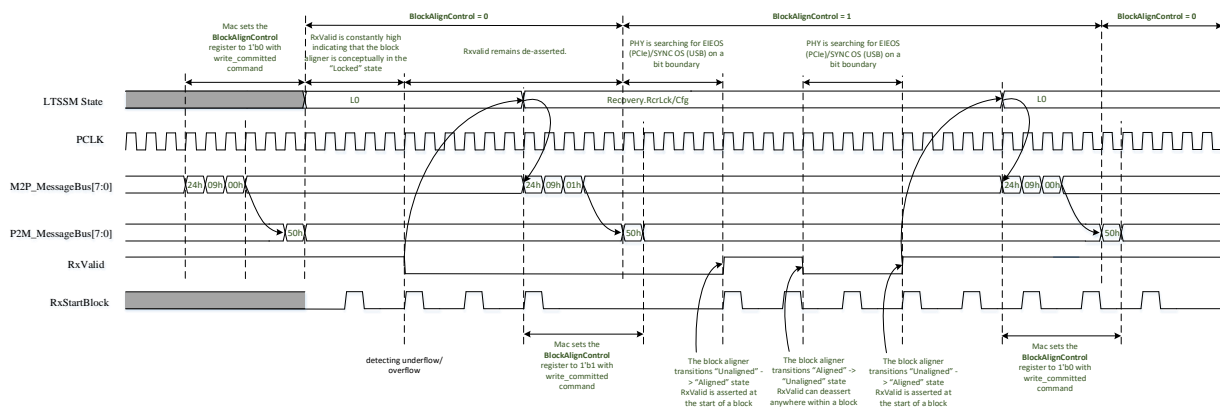 BlockAlignControl = 0
BlockAlignControl = 1
BlockAlignControl = 0
Mac sets the
BlockAlignControl
register to 1'b0 with
write_committed
command
RxValid is constantly high
indicating that the block
aligner is conceptually in the
“Locked” state
Rxvalid remains de-asserted.
PHY is searching for EIEOS
(PCIe)/SYNC OS (USB) on a
bit boundary
PHY is searching for EIEOS
(PCIe)/SYNC OS (USB) on a
bit boundary
LTSSM State
L0
Recovery.RcrLck/Cfg
L0
PCLK
M2P_MessageBus[7:0]
24h 09h 00h
24h 09h 01h
24h 09h 00h
P2M_MessageBus[7:0]
50h
50h
50h
RxValid
RxStartBlock
detecting underflow/
overflow
Mac sets the
BlockAlignControl
register to 1'b1 with
write_committed
command
The block aligner
transitions “Unaligned” -
> “Aligned” state
RxValid is asserted at
the start of a block
The block aligner
transitions “Aligned” ->
“Unaligned” state
RxValid can deassert
anywhere within a block
The block aligner
transitions “Unaligned” -
> “Aligned” state
RxValid is asserted at
the start of a block
Mac sets the
BlockAlignControl
register to 1'b0 with
write_committed
command